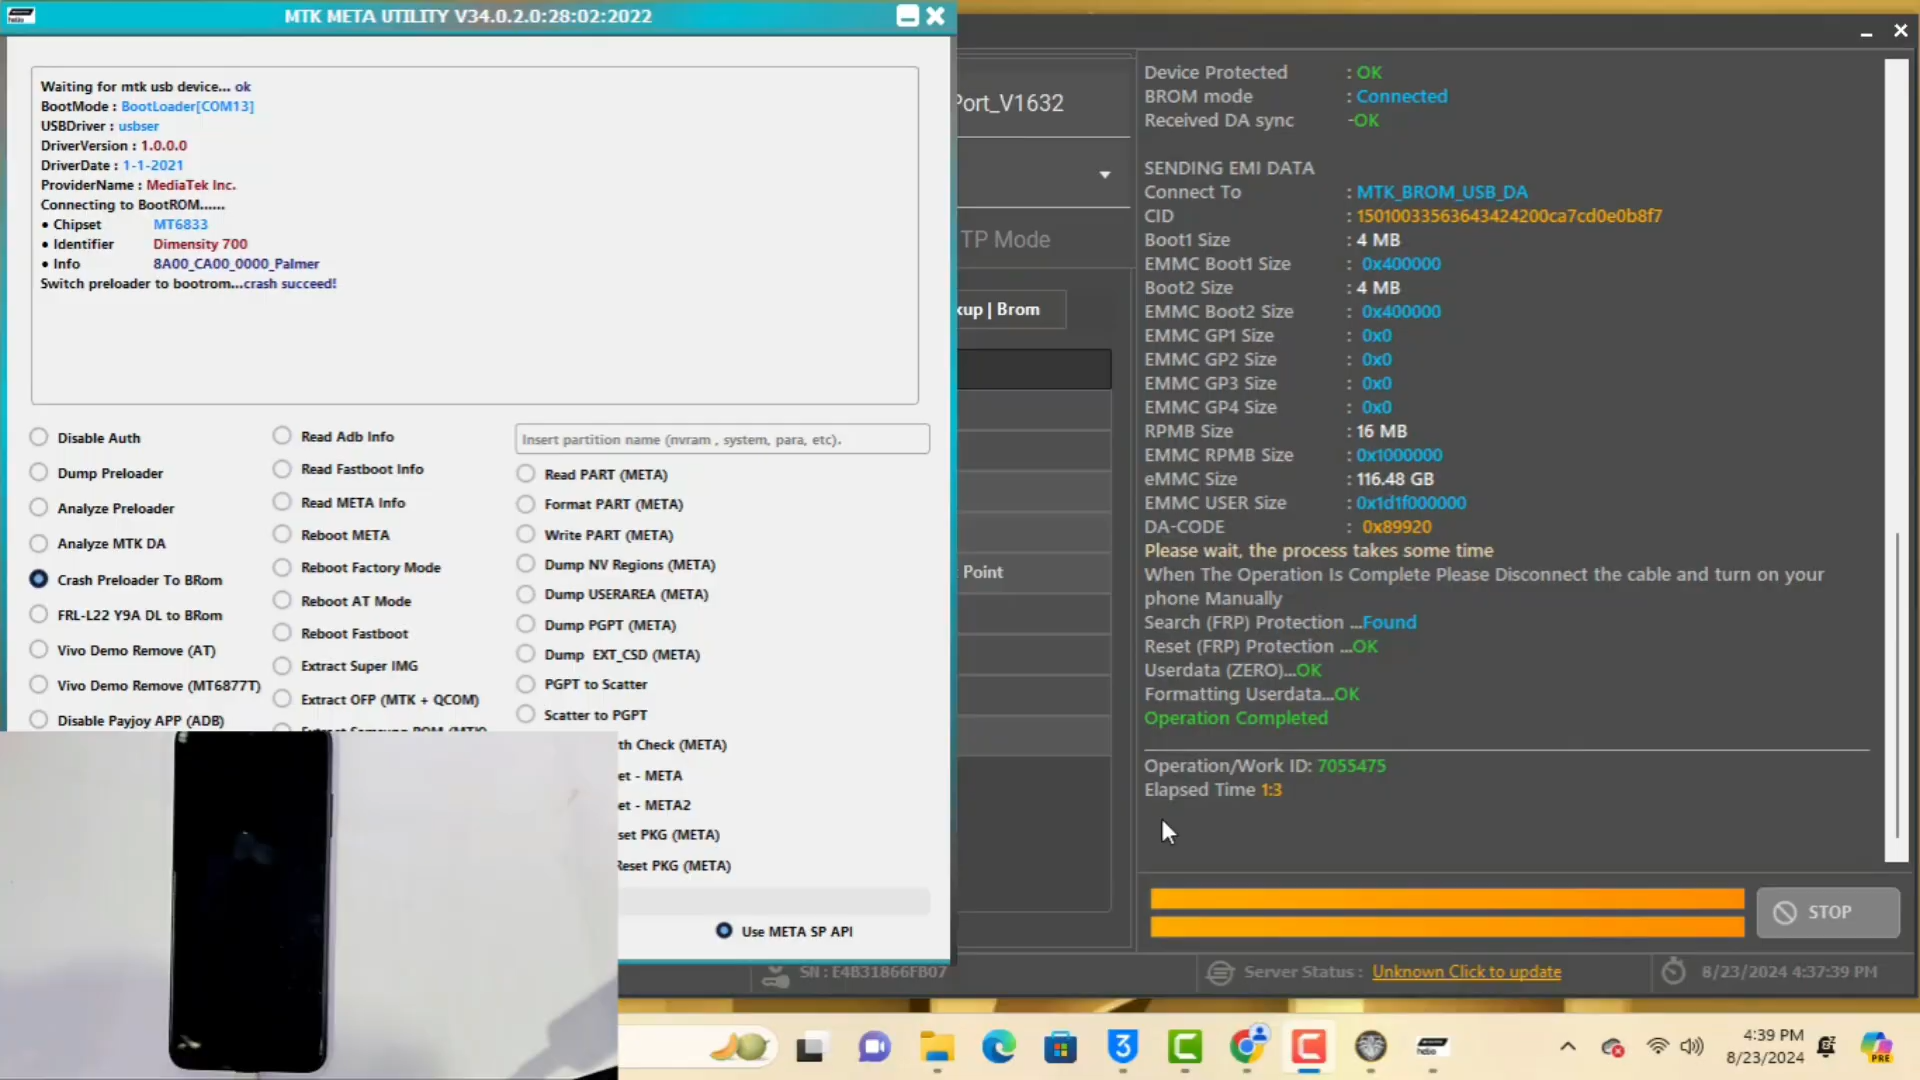 MTK META UTILITY V34.0.2.0:28:02:2022
Waiting for mtk usb device... ok
BootMode : BootLoader[COM13]
USBDriver : usbser
DriverVersion : 1.0.0.0
DriverDate : 1-1-2021
ProviderName : MediaTek Inc.
Connecting to BootROM......
• Chipset MT6833
• Identifier Dimensity 700
• Info 8A00_CA00_0000_Palmer
Switch preloader to bootrom...crash succeed!
Disable Auth
Dump Preloader
Analyze Preloader
Analyze MTK DA
Crash Preloader To BRom
FRL-L22 Y9A DL to BRom
Vivo Demo Remove (AT)
Vivo Demo Remove (MT6877T)
Disable Payjoy APP (ADB)
Read Adb Info
Read Fastboot Info
Read META Info
Reboot META
Reboot Factory Mode
Reboot AT Mode
Reboot Fastboot
Extract Super IMG
Extract OFP (MTK + QCOM)
Extract Samsung ROM (MTK)
Insert partition name (nvram , system, para, etc).
Read PART (META)
Format PART (META)
Write PART (META)
Dump NV Regions (META)
Dump USERAREA (META)
Dump PGPT (META)
Dump EXT_CSD (META)
PGPT to Scatter
Scatter to PGPT
th Check (META)
et - META
et - META2
set PKG (META)
Reset PKG (META)
Use META SP API
Port_V1632
TP Mode
kup | Brom
Point
Device Protected : OK
BROM mode : Connected
Received DA sync -OK
SENDING EMI DATA
Connect To : MTK_BROM_USB_DA
CID : 15010033563643424200ca7cd0e0b8f7
Boot1 Size : 4 MB
EMMC Boot1 Size : 0x400000
Boot2 Size : 4 MB
EMMC Boot2 Size : 0x400000
EMMC GP1 Size : 0x0
EMMC GP2 Size : 0x0
EMMC GP3 Size : 0x0
EMMC GP4 Size : 0x0
RPMB Size : 16 MB
EMMC RPMB Size : 0x1000000
eMMC Size : 116.48 GB
EMMC USER Size : 0x1d1f000000
DA-CODE : 0x89920
Please wait, the process takes some time
When The Operation Is Complete Please Disconnect the cable and turn on your
phone Manually
Search (FRP) Protection ...Found
Reset (FRP) Protection ...OK
Userdata (ZERO)...OK
Formatting Userdata...OK
Operation Completed
Operation/Work ID: 7055475
Elapsed Time 1:3
STOP
SN : E4B31866FB07
Server Status : Unknown Click to update
8/23/2024 4:37:39 PM
4:39 PM
8/23/2024
PRE